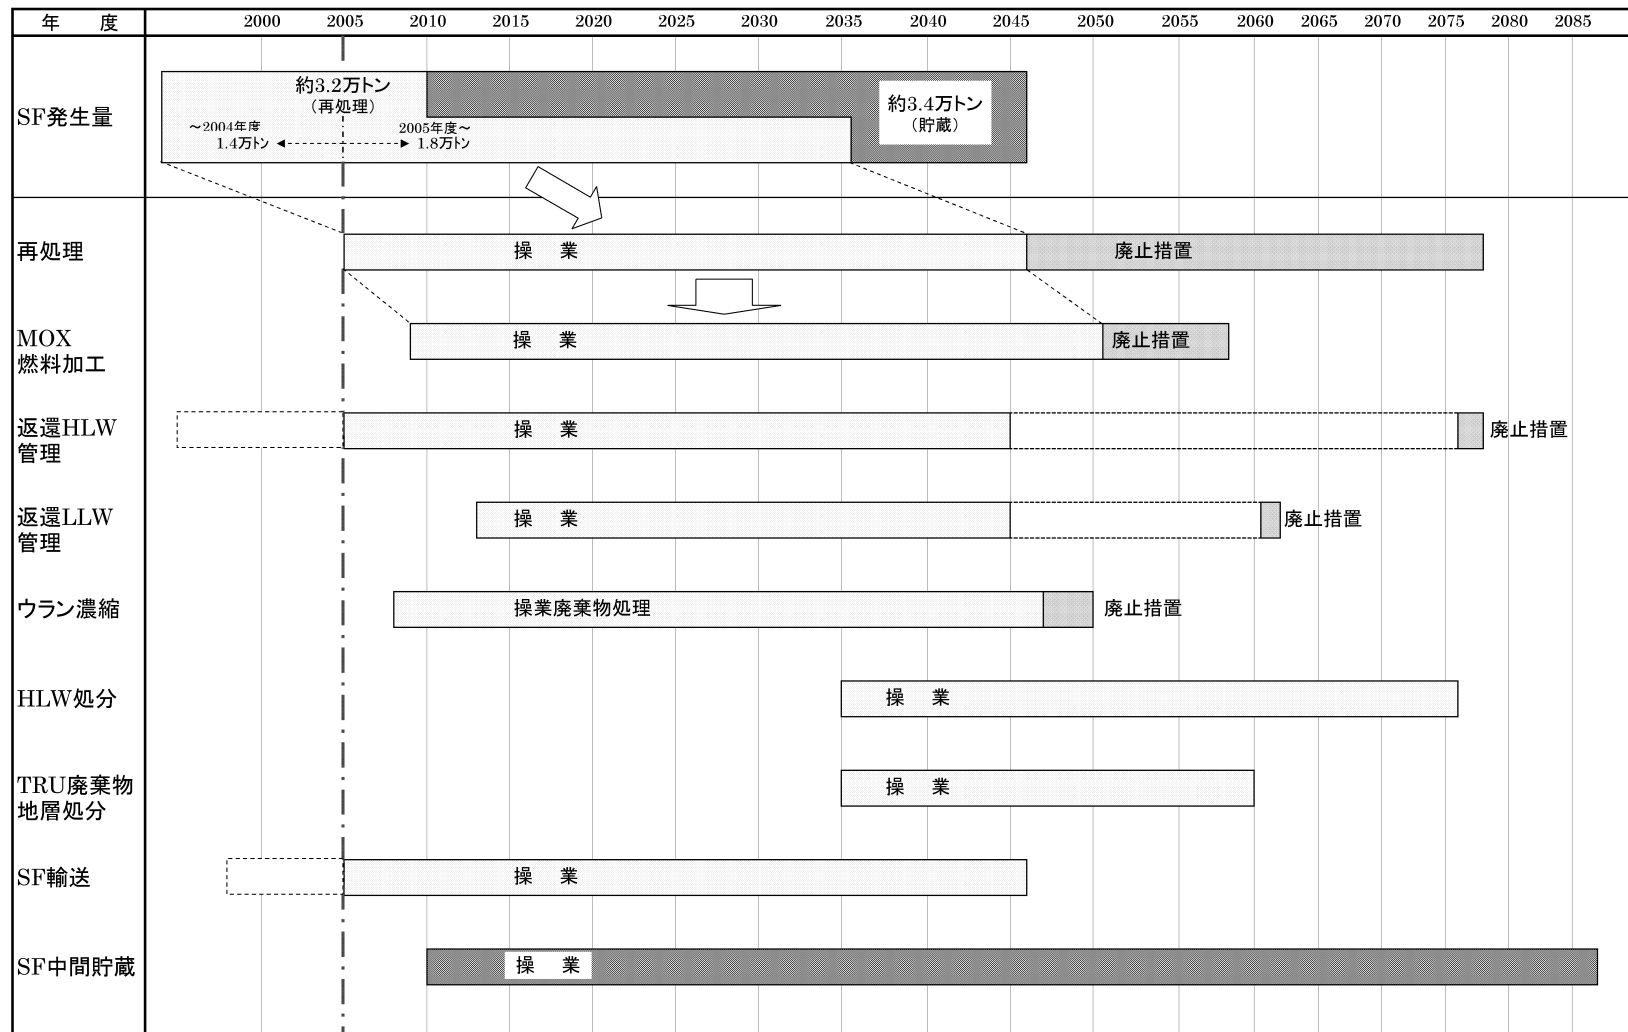 年　度 2000 2005 2010 2015 2020 2025 2030 2035 2040 2045 2050 2055 2060 2065 2070 2075 2080 2085
SF発生量
約3.2万トン
（再処理）
～2004年度
1.4万トン
2005年度～
1.8万トン
約3.4万トン
（貯蔵）
再処理
操　業
廃止措置
MOX
燃料加工
操　業
廃止措置
返還HLW
管理
操　業
廃止措置
返還LLW
管理
操　業
廃止措置
ウラン濃縮
操業廃棄物処理
廃止措置
HLW処分
操　業
TRU廃棄物
地層処分
操　業
SF輸送
操　業
SF中間貯蔵
操　業